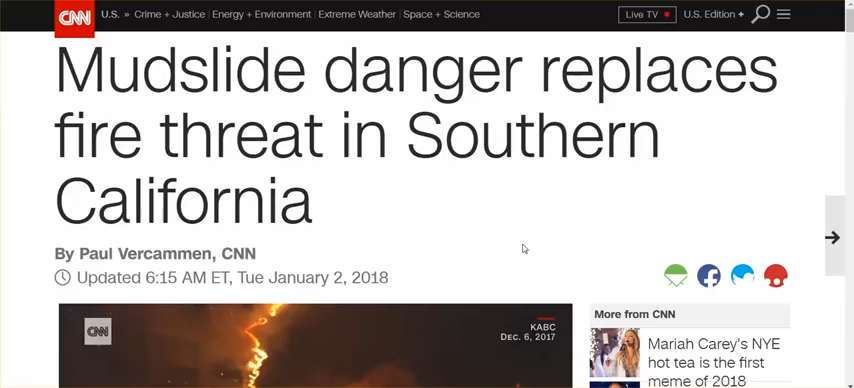 CNN U.S. » Crime + Justice | Energy + Environment | Extreme Weather | Space + Science Live TV U.S. Edition +
Mudslide danger replaces
fire threat in Southern
California
By Paul Vercammen, CNN
Updated 6:15 AM ET, Tue January 2, 2018
CNN
KABC
DEC. 6, 2017
More from CNN
Mariah Carey's NYE
hot tea is the first
meme of 2018